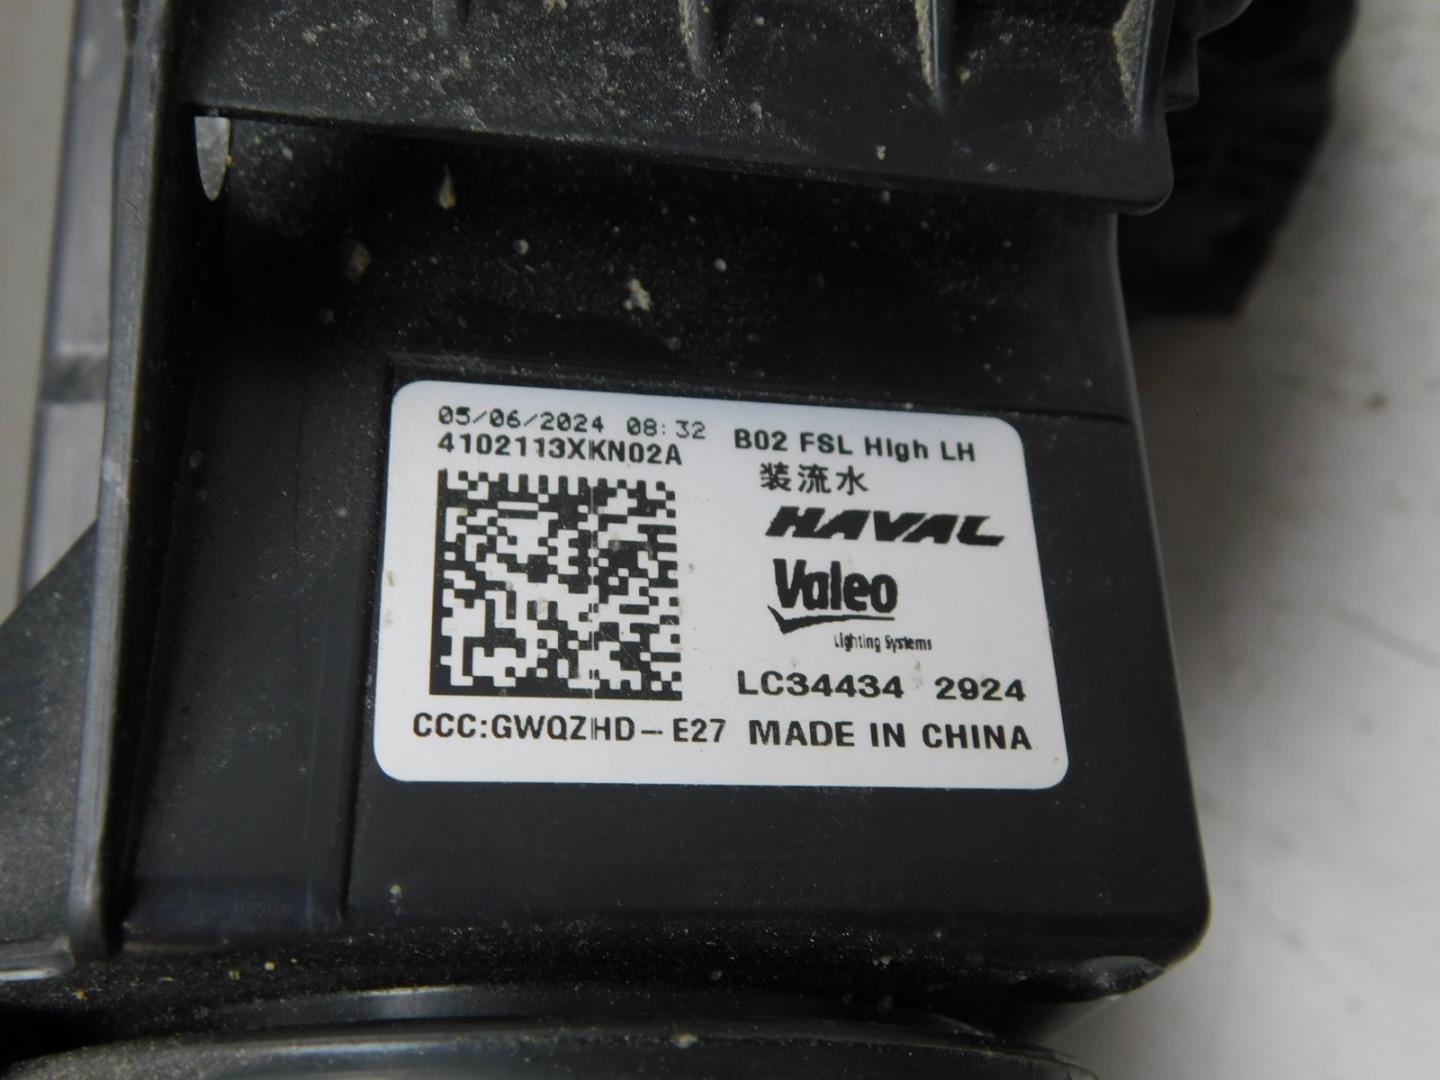 05/06/2024 08:32
4102113XKN02A
B02 FSL High LH
装流水
HAVAL
Valeo
Lighting Systems
LC34434 2924
CCC:GWQZHD-E27 MADE IN CHINA